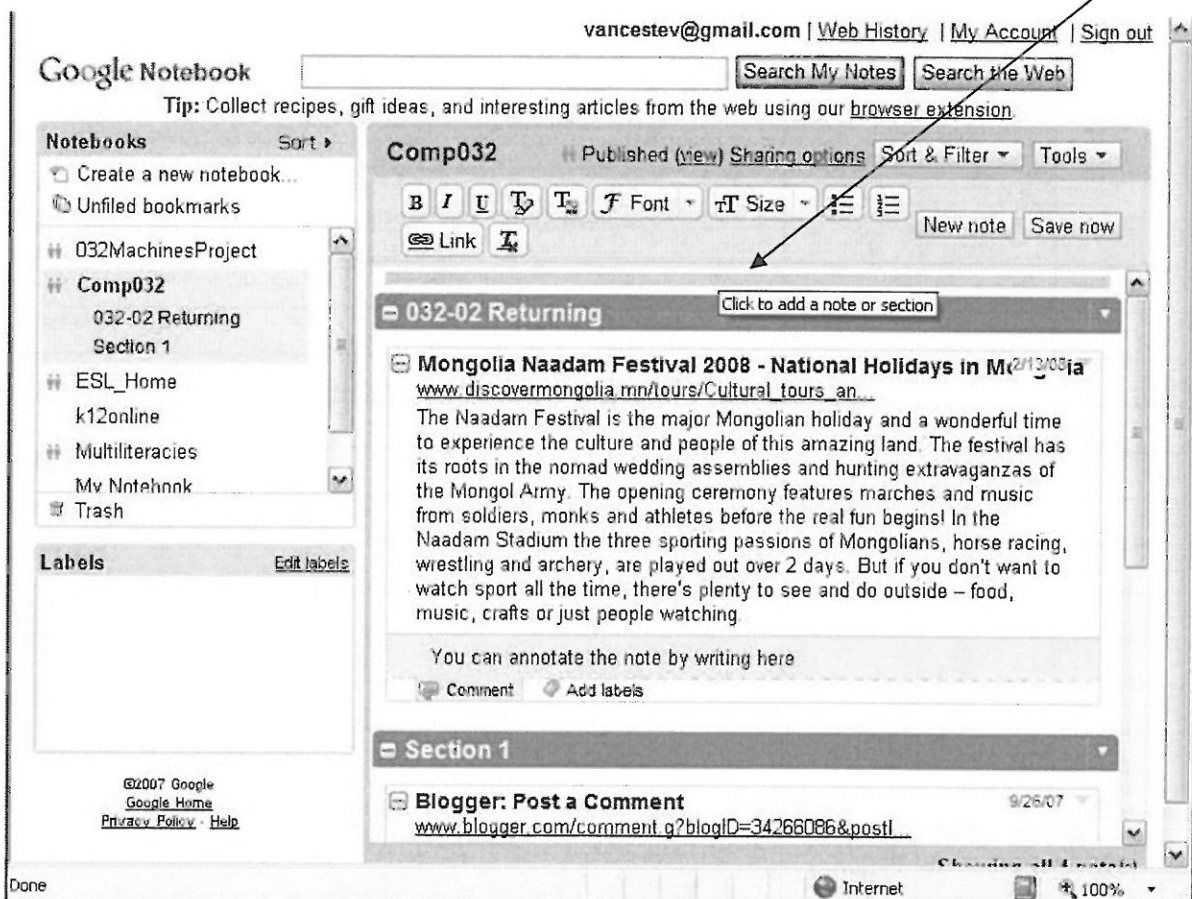 vancestev@gmail.com | Web History | My Account | Sign out
Google Notebook Search My Notes Search the Web
Tip: Collect recipes, gift ideas, and interesting articles from the web using our browser extension.
Notebooks Sort
Create a new notebook...
Unfiled bookmarks
032MachinesProject
Comp032
032-02 Returning
Section 1
ESL_Home
k12online
Multiliteracies
My Notebook
Trash
Labels Edit labels
©2007 Google
Google Home
Privacy Policy - Help
Comp032 Published (view) Sharing options Sort & Filter Tools
B I U T T F Font TT Size
Link T New note Save now
Click to add a note or section
032-02 Returning
Mongolia Naadam Festival 2008 - National Holidays in 2/13/08
www.discovermongolia.mn/tours/Cultural_tours_an...
The Naadam Festival is the major Mongolian holiday and a wonderful time
to experience the culture and people of this amazing land. The festival has
its roots in the nomad wedding assemblies and hunting extravaganzas of
the Mongol Army. The opening ceremony features marches and music
from soldiers, monks and athletes before the real fun begins! In the
Naadam Stadium the three sporting passions of Mongolians, horse racing,
wrestling and archery, are played out over 2 days. But if you don't want to
watch sport all the time, there's plenty to see and do outside – food,
music, crafts or just people watching.
You can annotate the note by writing here
Comment Add labels
Section 1
Blogger: Post a Comment 9/26/07
www.blogger.com/comment.g?blogID=34266086&postI...
Showing all 4
Done Internet 100%